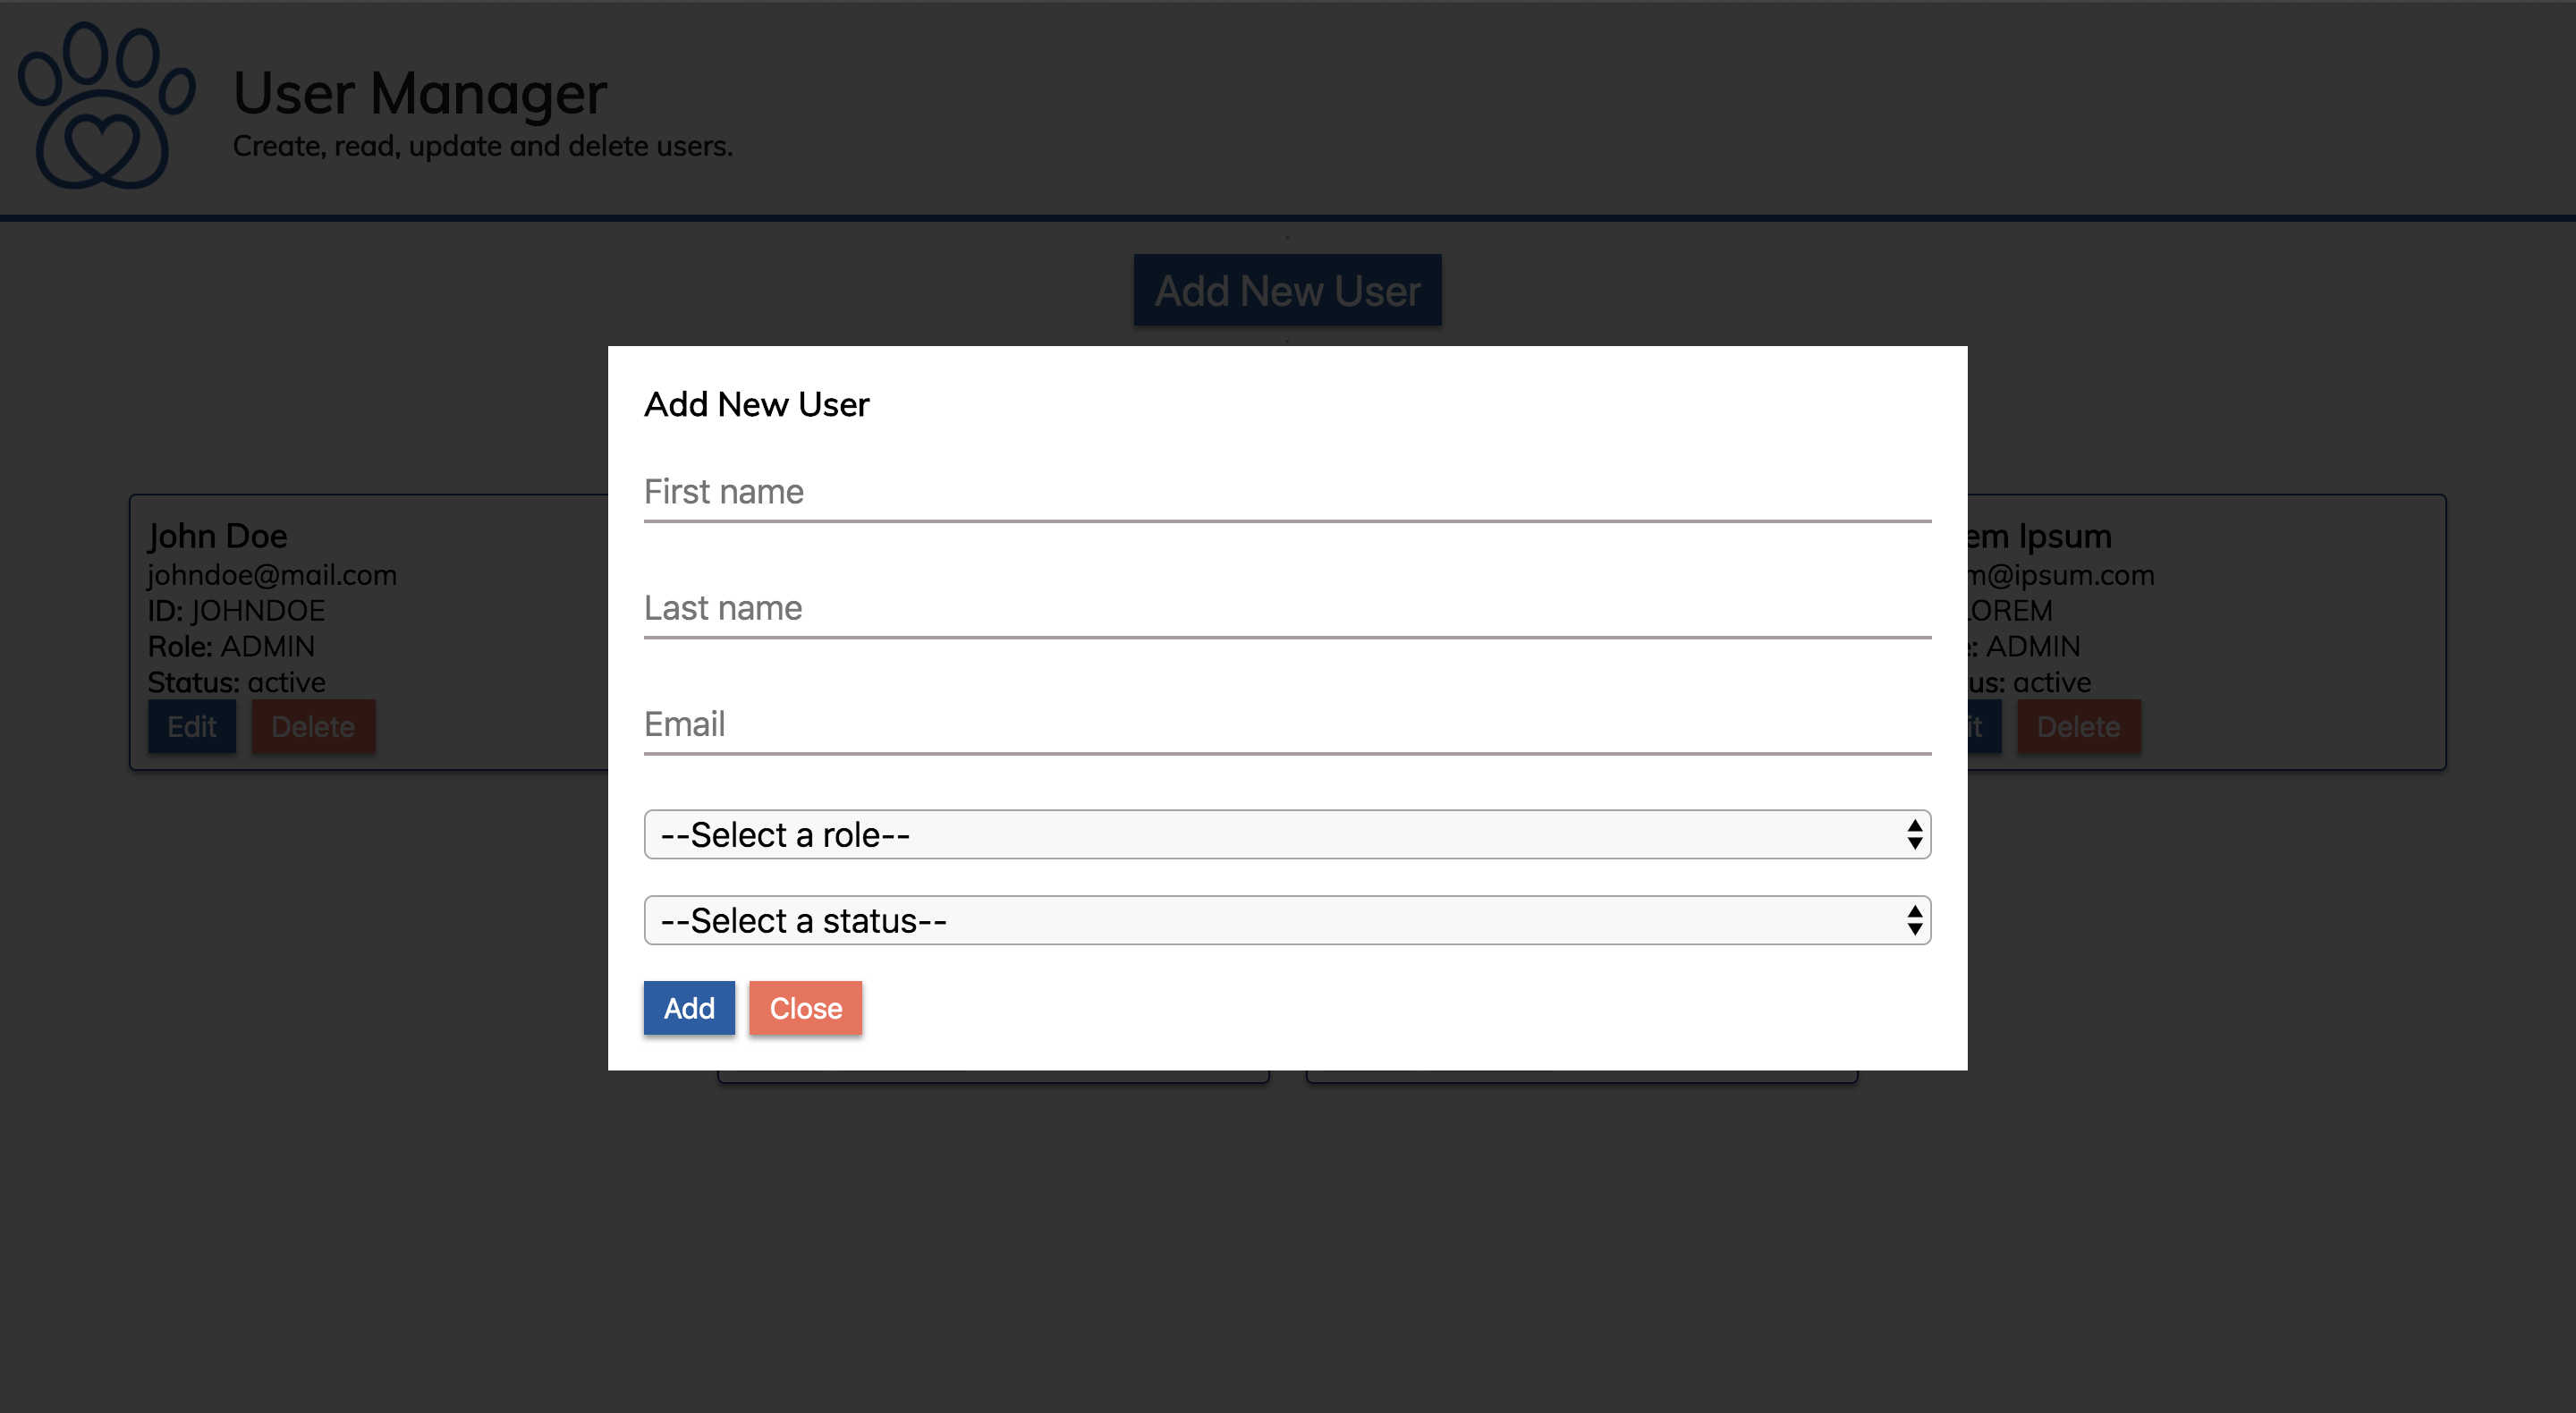 User Manager
Create, read, update and delete users.
Add New User
Add New User
First name
Last name
Email
--Select a role--
--Select a status--
Add Close
John Doe
johndoe@mail.com
ID: JOHNDOE
Role: ADMIN
Status: active
Edit Delete
em Ipsum
m@ipsum.com
LOREM
: ADMIN
us: active
it Delete